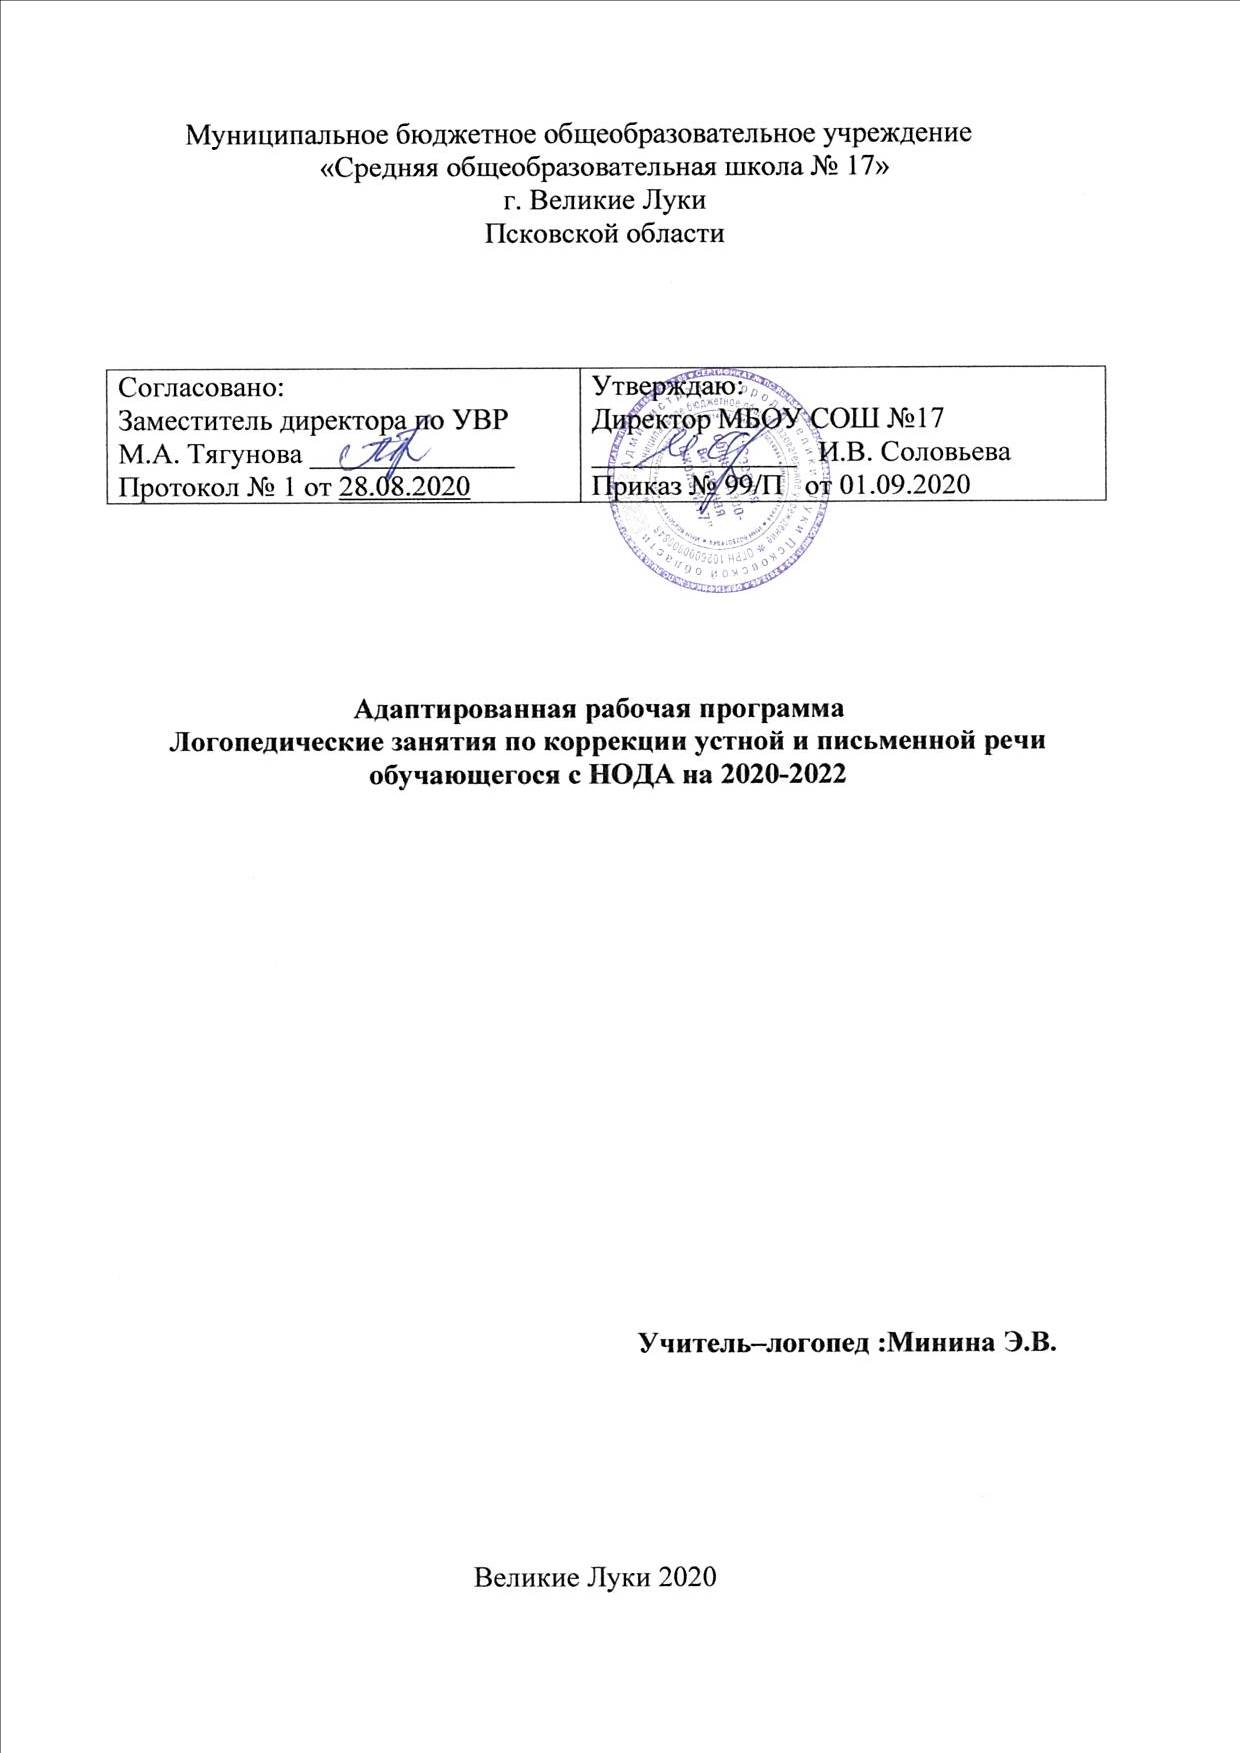 Муниципальное бюджетное общеобразовательное учреждение
«Средняя общеобразовательная школа № 17»
г. Великие Луки
Псковской области
Согласовано:
Заместитель директора по УВР
М.А. Тягунова ______________
Протокол № 1 от 28.08.2020
Утверждаю:
Директор МБОУ СОШ №17
______________ И.В. Соловьева
Приказ № 99/П от 01.09.2020
Адаптированная рабочая программа
Логопедические занятия по коррекции устной и письменной речи
обучающегося с НОДА на 2020-2022
Учитель–логопед :Минина Э.В.
Великие Луки 2020